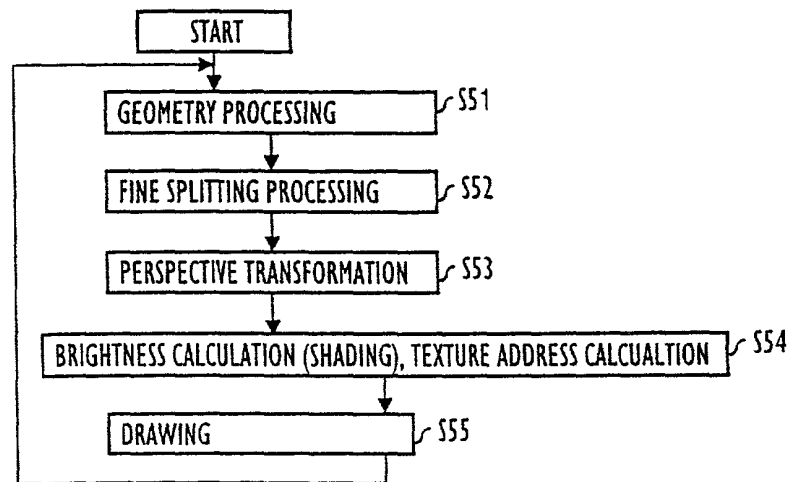 START
GEOMETRY PROCESSING
S51
FINE SPLITTING PROCESSING
S52
PERSPECTIVE TRANSFORMATION
S53
BRIGHTNESS CALCULATION (SHADING), TEXTURE ADDRESS CALCUALTION
S54
DRAWING
S55